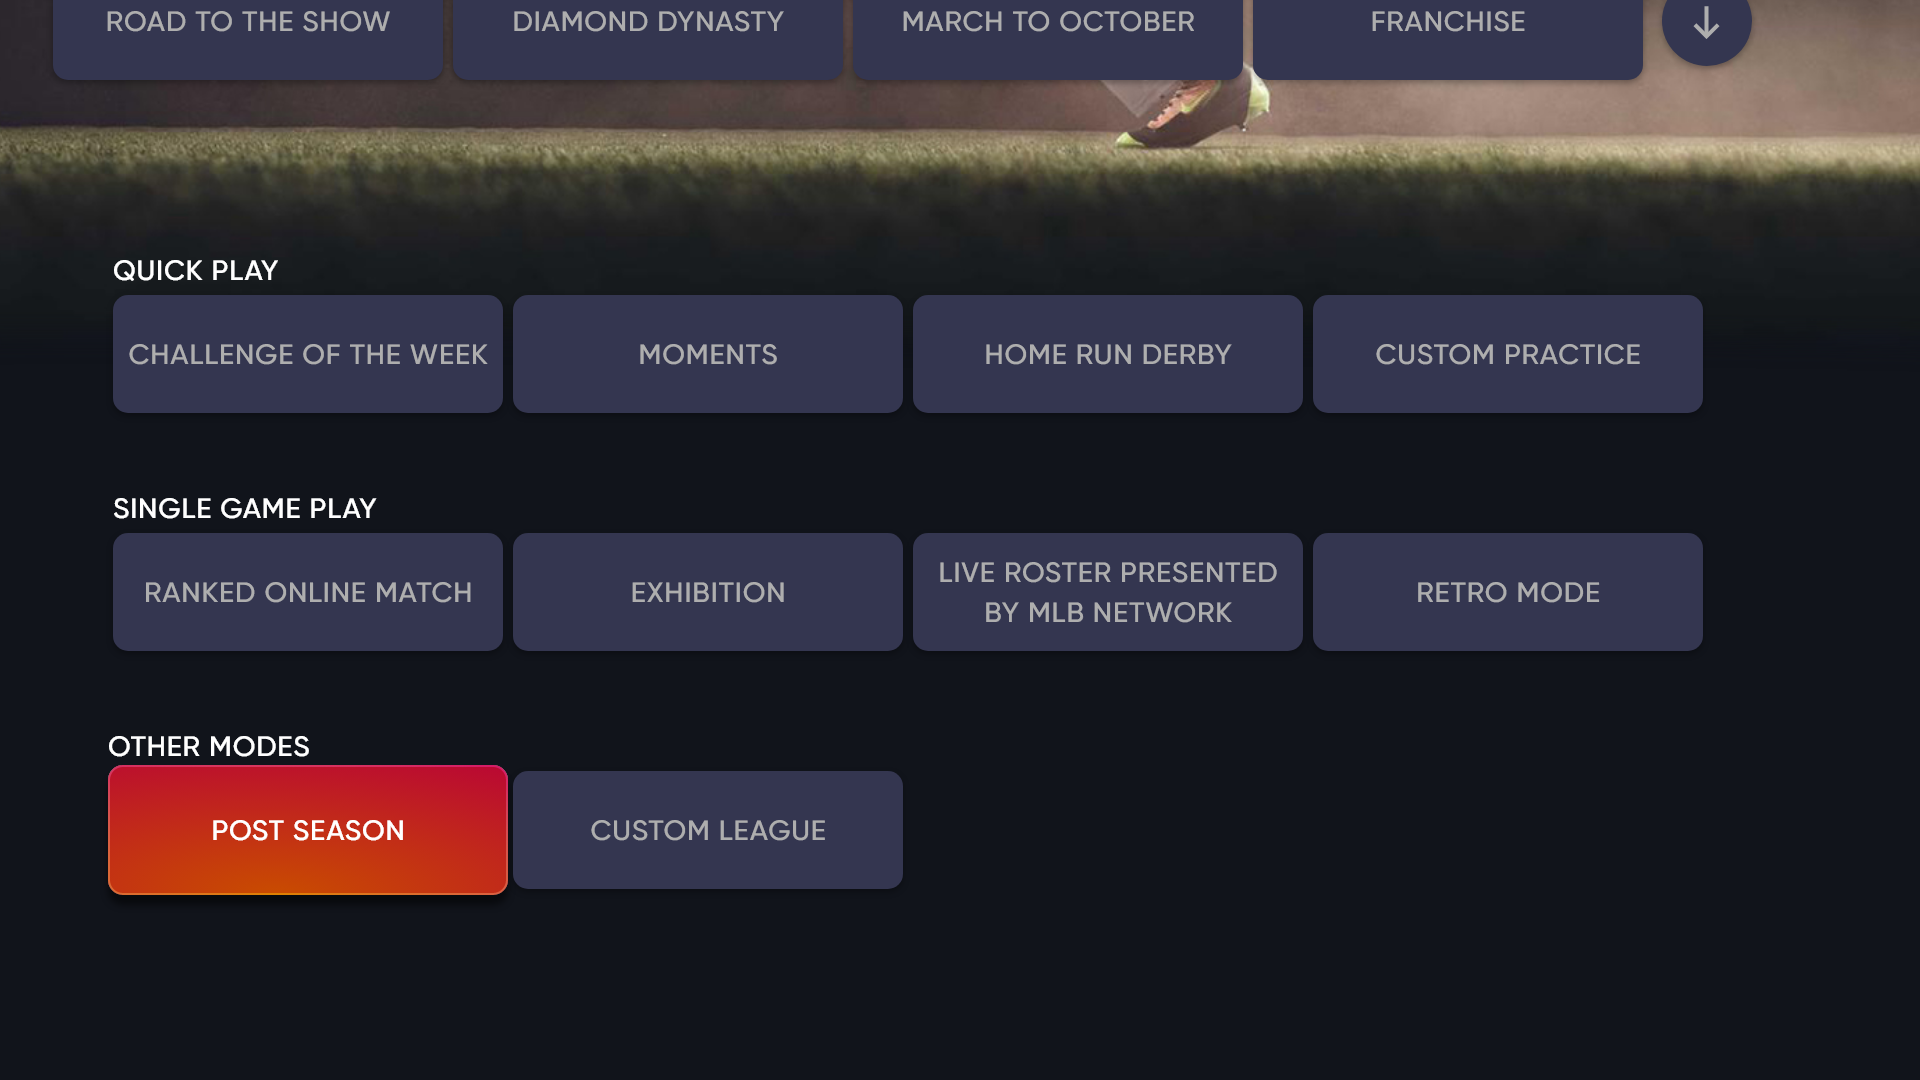 ROAD TO THE SHOW
DIAMOND DYNASTY
MARCH TO OCTOBER
FRANCHISE
QUICK PLAY
CHALLENGE OF THE WEEK
MOMENTS
HOME RUN DERBY
CUSTOM PRACTICE
SINGLE GAME PLAY
RANKED ONLINE MATCH
EXHIBITION
LIVE ROSTER PRESENTED
BY MLB NETWORK
RETRO MODE
OTHER MODES
POST SEASON
CUSTOM LEAGUE